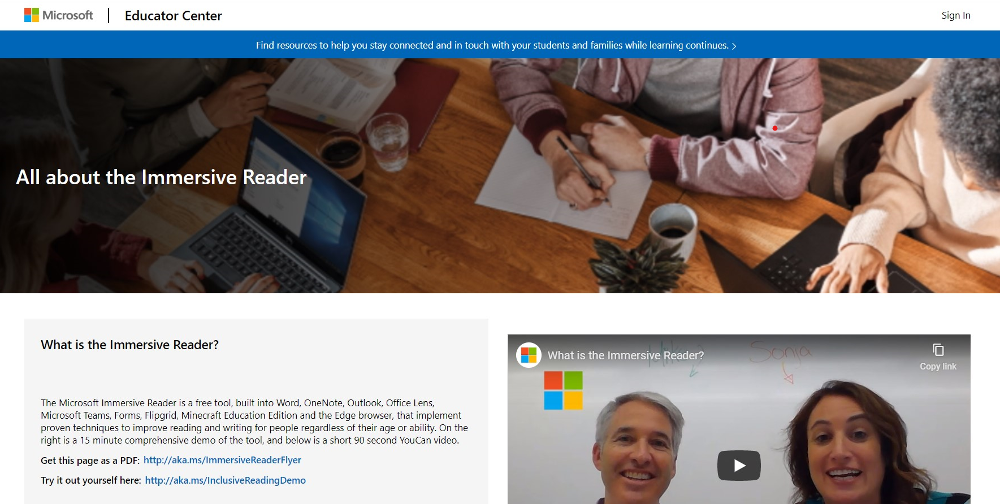 Microsoft | Educator Center
Sign In
Find resources to help you stay connected and in touch with your students and families while learning continues. >
All about the Immersive Reader
What is the Immersive Reader?
The Microsoft Immersive Reader is a free tool, built into Word, OneNote, Outlook, Office Lens,
Microsoft Teams, Forms, Flipgrid, Minecraft Education Edition and the Edge browser, that implement
proven techniques to improve reading and writing for people regardless of their age or ability. On the
right is a 15 minute comprehensive demo of the tool, and below is a short 90 second YouCan video.
Get this page as a PDF: http://aka.ms/ImmersiveReaderFlyer
Try it out yourself here: http://aka.ms/InclusiveReadingDemo
What is the Immersive Reader?
Copy link
Mike
Sonja